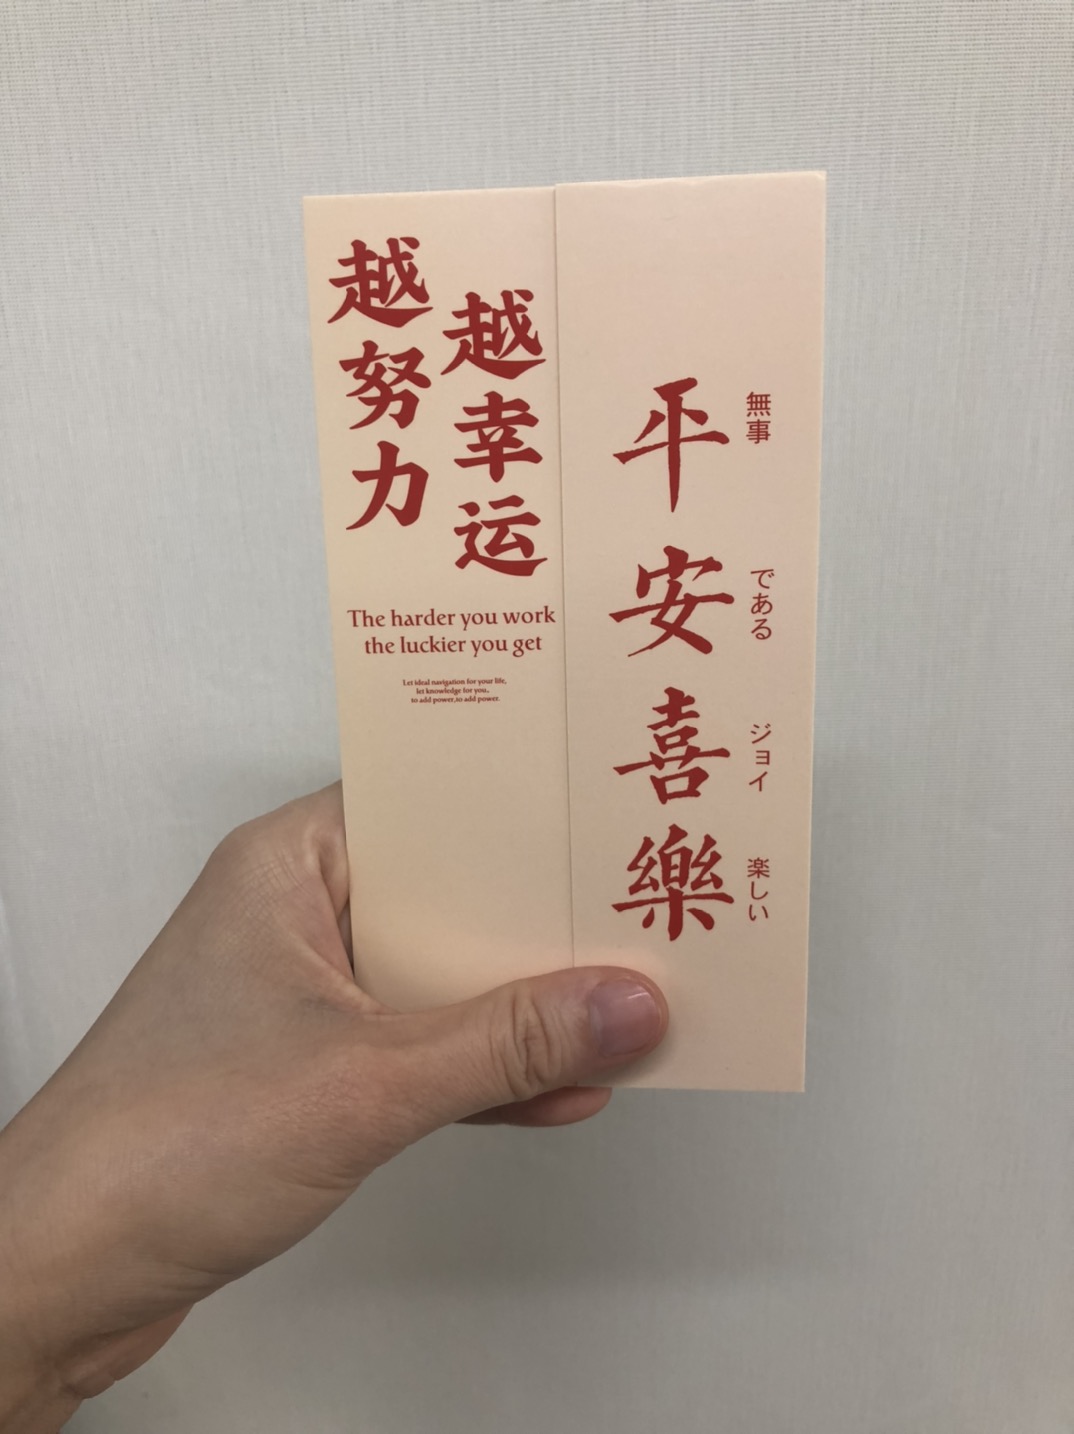 越努力
越幸运
The harder you work
the luckier you get
Let ideal navigation for your life,
let knowledge for you..
to add power,to add power.
平安喜樂
無事
である
ジョイ
楽しい